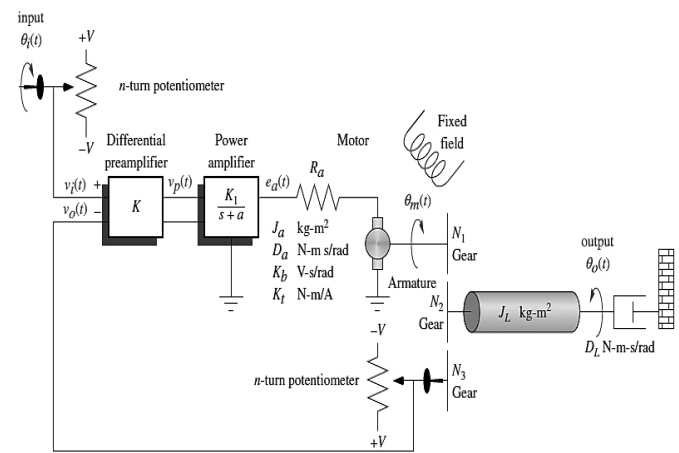 input
θi(t)
+V
n-turn potentiometer
-V
Differential
preamplifier
Power
amplifier
Motor
Fixed
field
vi(t) +
vo(t) −
K
vp(t)
K1
s + a
ea(t)
Ra
Ja kg-m²
Da N-m s/rad
Kb V-s/rad
Kt N-m/A
θm(t)
Armature
N1
Gear
N2
Gear
JL kg-m²
output
θo(t)
DL N-m-s/rad
-V
n-turn potentiometer
+V
N3
Gear